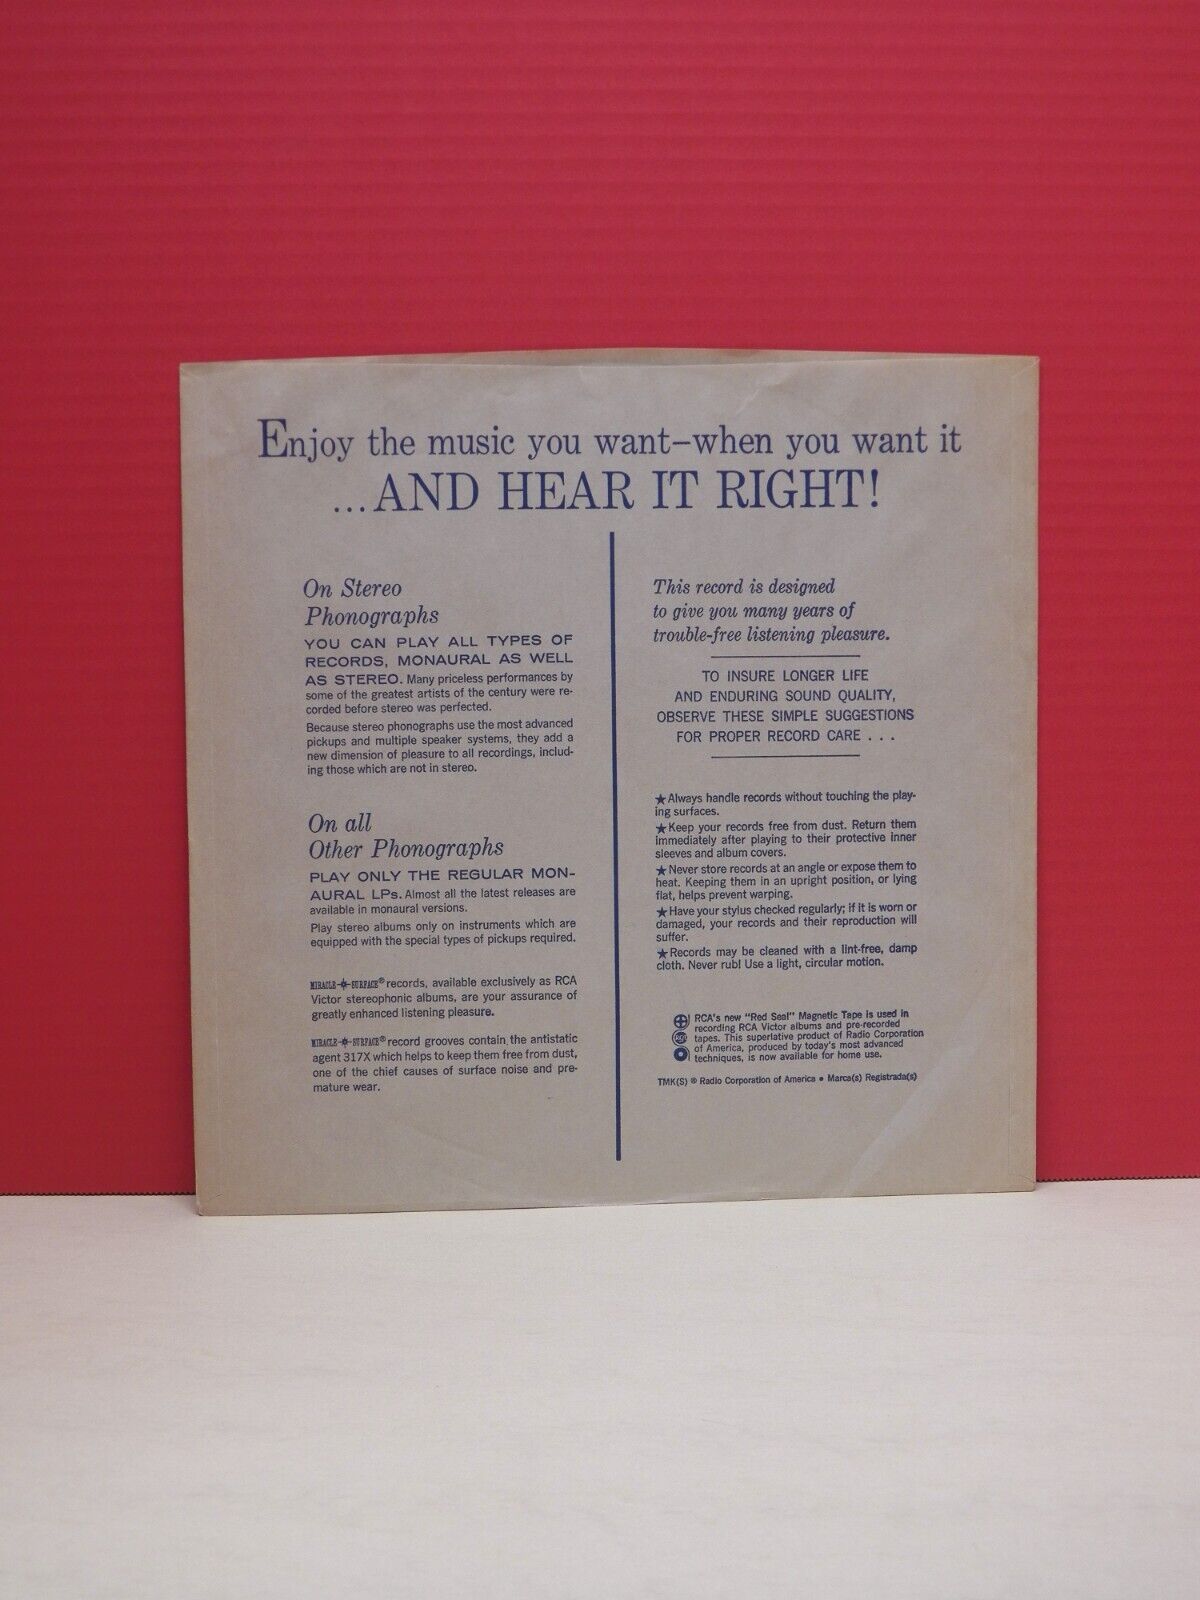 Enjoy the music you want—when you want it
...AND HEAR IT RIGHT!
On Stereo
Phonographs
YOU CAN PLAY ALL TYPES OF
RECORDS, MONAURAL AS WELL
AS STEREO. Many priceless performances by
some of the greatest artists of the century were re-
corded before stereo was perfected.
Because stereo phonographs use the most advanced
pickups and multiple speaker systems, they add a
new dimension of pleasure to all recordings, includ-
ing those which are not in stereo.
On all
Other Phonographs
PLAY ONLY THE REGULAR MON-
AURAL LPs. Almost all the latest releases are
available in monaural versions.
Play stereo albums only on instruments which are
equipped with the special types of pickups required.
MIRACLE SURFACE® records, available exclusively as RCA
Victor stereophonic albums, are your assurance of
greatly enhanced listening pleasure.
MIRACLE SURFACE® record grooves contain the antistatic
agent 317X which helps to keep them free from dust,
one of the chief causes of surface noise and pre-
mature wear.
This record is designed
to give you many years of
trouble-free listening pleasure.
TO INSURE LONGER LIFE
AND ENDURING SOUND QUALITY,
OBSERVE THESE SIMPLE SUGGESTIONS
FOR PROPER RECORD CARE . . .
★Always handle records without touching the play-
ing surfaces.
★Keep your records free from dust. Return them
immediately after playing to their protective inner
sleeves and album covers.
★Never store records at an angle or expose them to
heat. Keeping them in an upright position, or lying
flat, helps prevent warping.
★Have your stylus checked regularly; if it is worn or
damaged, your records and their reproduction will
suffer.
★Records may be cleaned with a lint-free, damp
cloth. Never rub! Use a light, circular motion.
RCA's new "Red Seal" Magnetic Tape is used in
recording RCA Victor albums and pre-recorded
tapes. This superlative product of Radio Corporation
of America, produced by today's most advanced
techniques, is now available for home use.
TMK(S) ® Radio Corporation of America • Marca(s) Registrada(s)